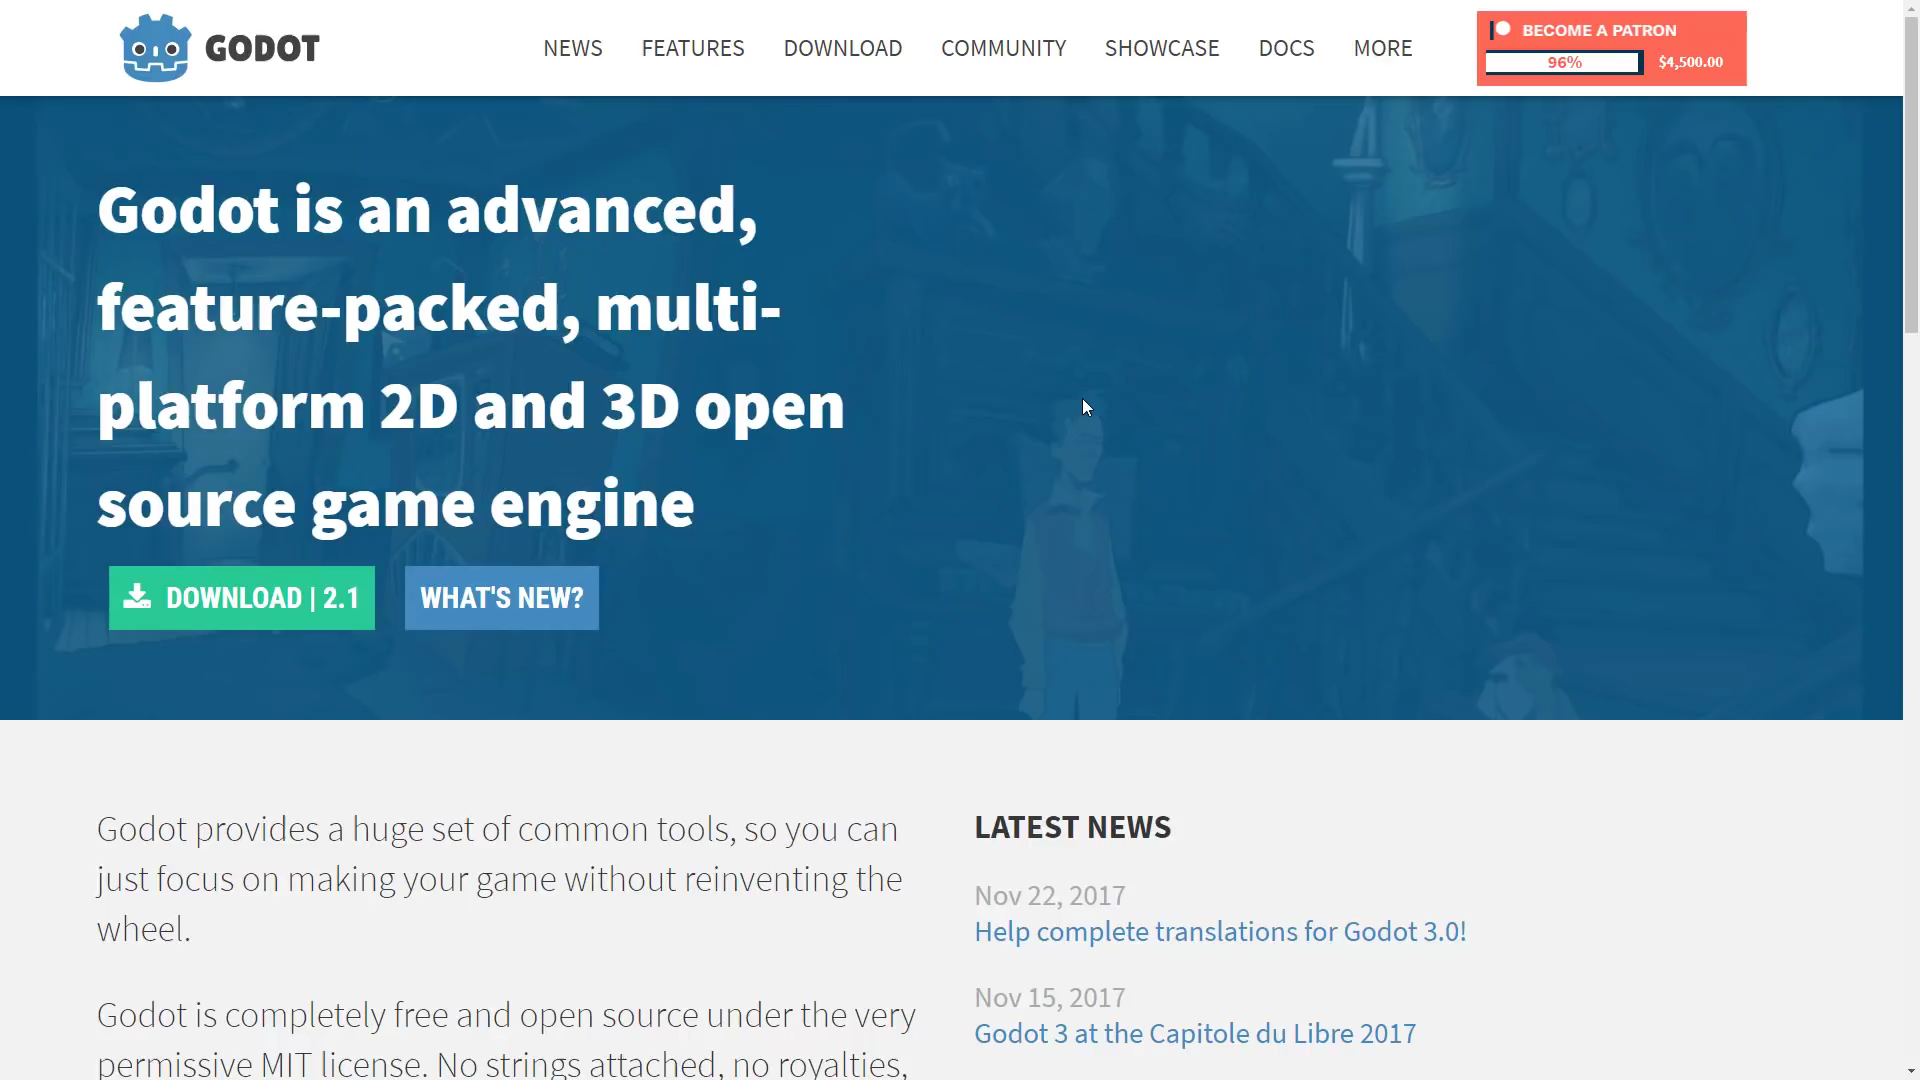 GODOT
NEWS
FEATURES
DOWNLOAD
COMMUNITY
SHOWCASE
DOCS
MORE
BECOME A PATRON
96%
$4,500.00
Godot is an advanced,
feature-packed, multi-
platform 2D and 3D open
source game engine
DOWNLOAD | 2.1
WHAT'S NEW?
Godot provides a huge set of common tools, so you can
just focus on making your game without reinventing the
wheel.
Godot is completely free and open source under the very
permissive MIT license. No strings attached, no royalties,
LATEST NEWS
Nov 22, 2017
Help complete translations for Godot 3.0!
Nov 15, 2017
Godot 3 at the Capitole du Libre 2017